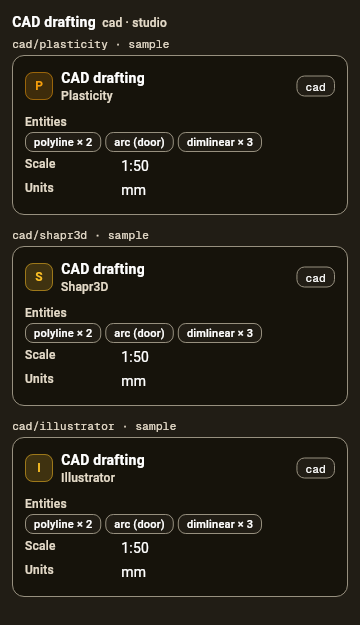 CAD drafting cad · studio
cad/plasticity · sample
P CAD drafting cad
Plasticity
Entities
polyline × 2 arc (door) dimlinear × 3
Scale 1:50
Units mm
cad/shapr3d · sample
S CAD drafting cad
Shapr3D
Entities
polyline × 2 arc (door) dimlinear × 3
Scale 1:50
Units mm
cad/illustrator · sample
I CAD drafting cad
Illustrator
Entities
polyline × 2 arc (door) dimlinear × 3
Scale 1:50
Units mm